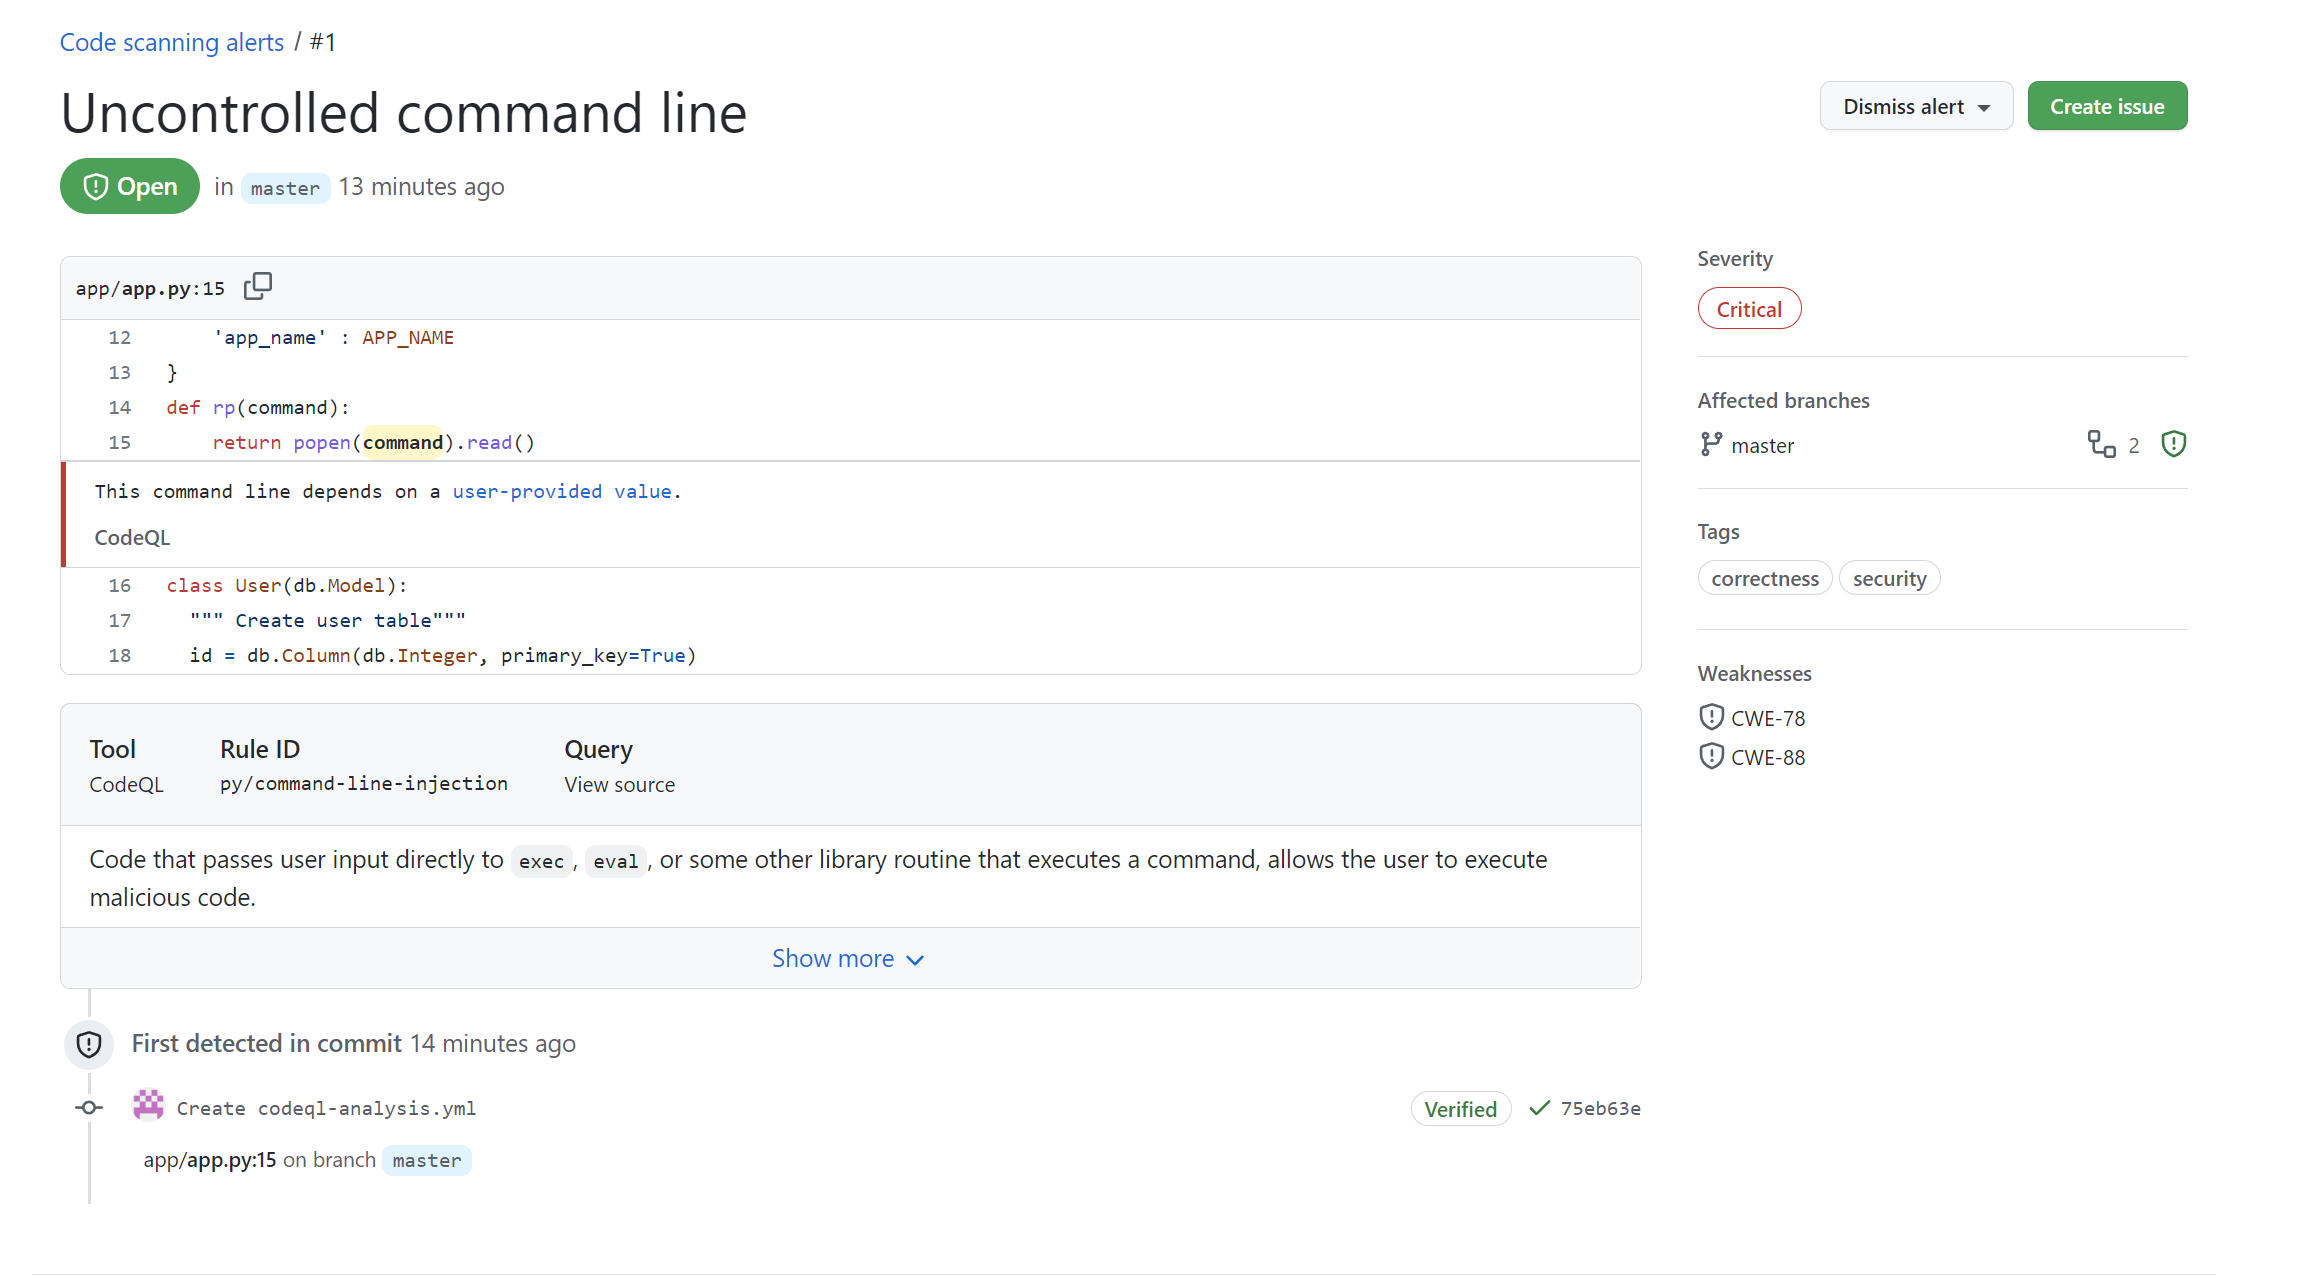 Code scanning alerts / #1
Uncontrolled command line
Dismiss alert
Create issue
Open in master 13 minutes ago
app/app.py:15
12 'app_name' : APP_NAME
13 }
14 def rp(command):
15 return popen(command).read()
This command line depends on a user-provided value.
CodeQL
16 class User(db.Model):
17 """ Create user table"""
18 id = db.Column(db.Integer, primary_key=True)
Tool Rule ID Query
CodeQL py/command-line-injection View source
Code that passes user input directly to exec, eval, or some other library routine that executes a command, allows the user to execute
malicious code.
Show more
First detected in commit 14 minutes ago
Create codeql-analysis.yml Verified 75eb63e
app/app.py:15 on branch master
Severity
Critical
Affected branches
master 2
Tags
correctness security
Weaknesses
CWE-78
CWE-88